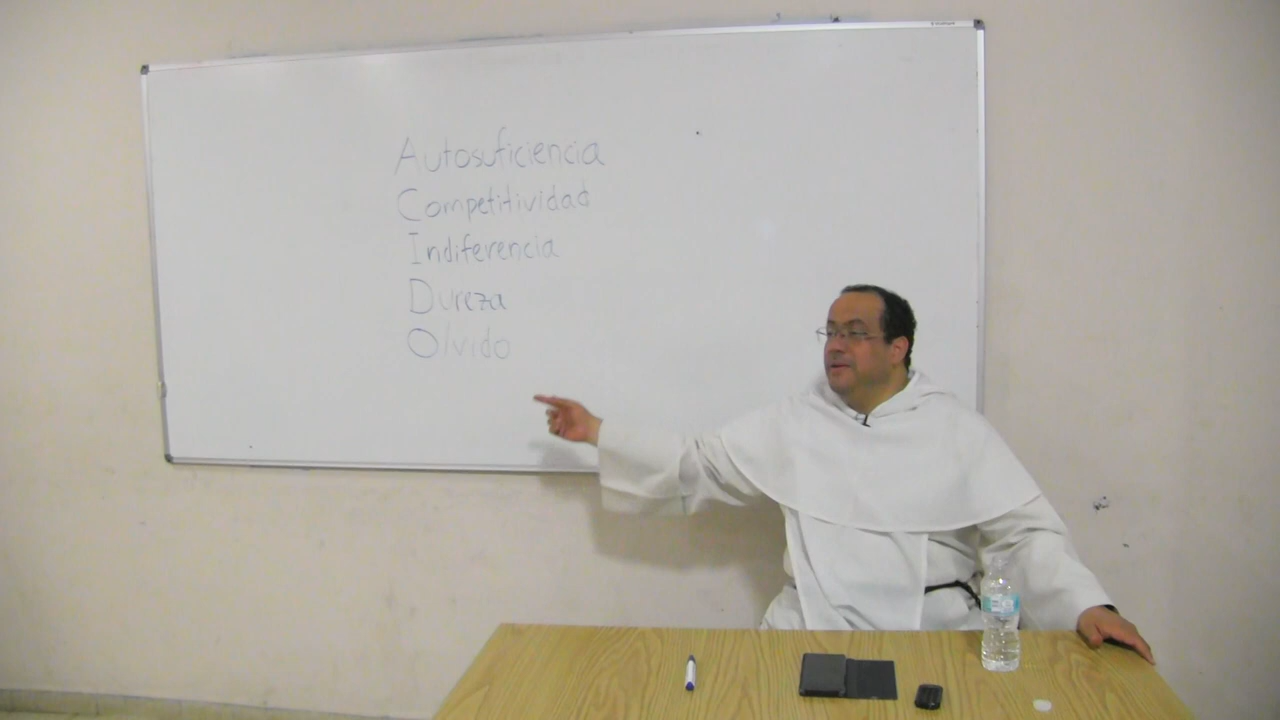 Autosuficiencia
Competitividad
Indiferencia
Dureza
Olvido